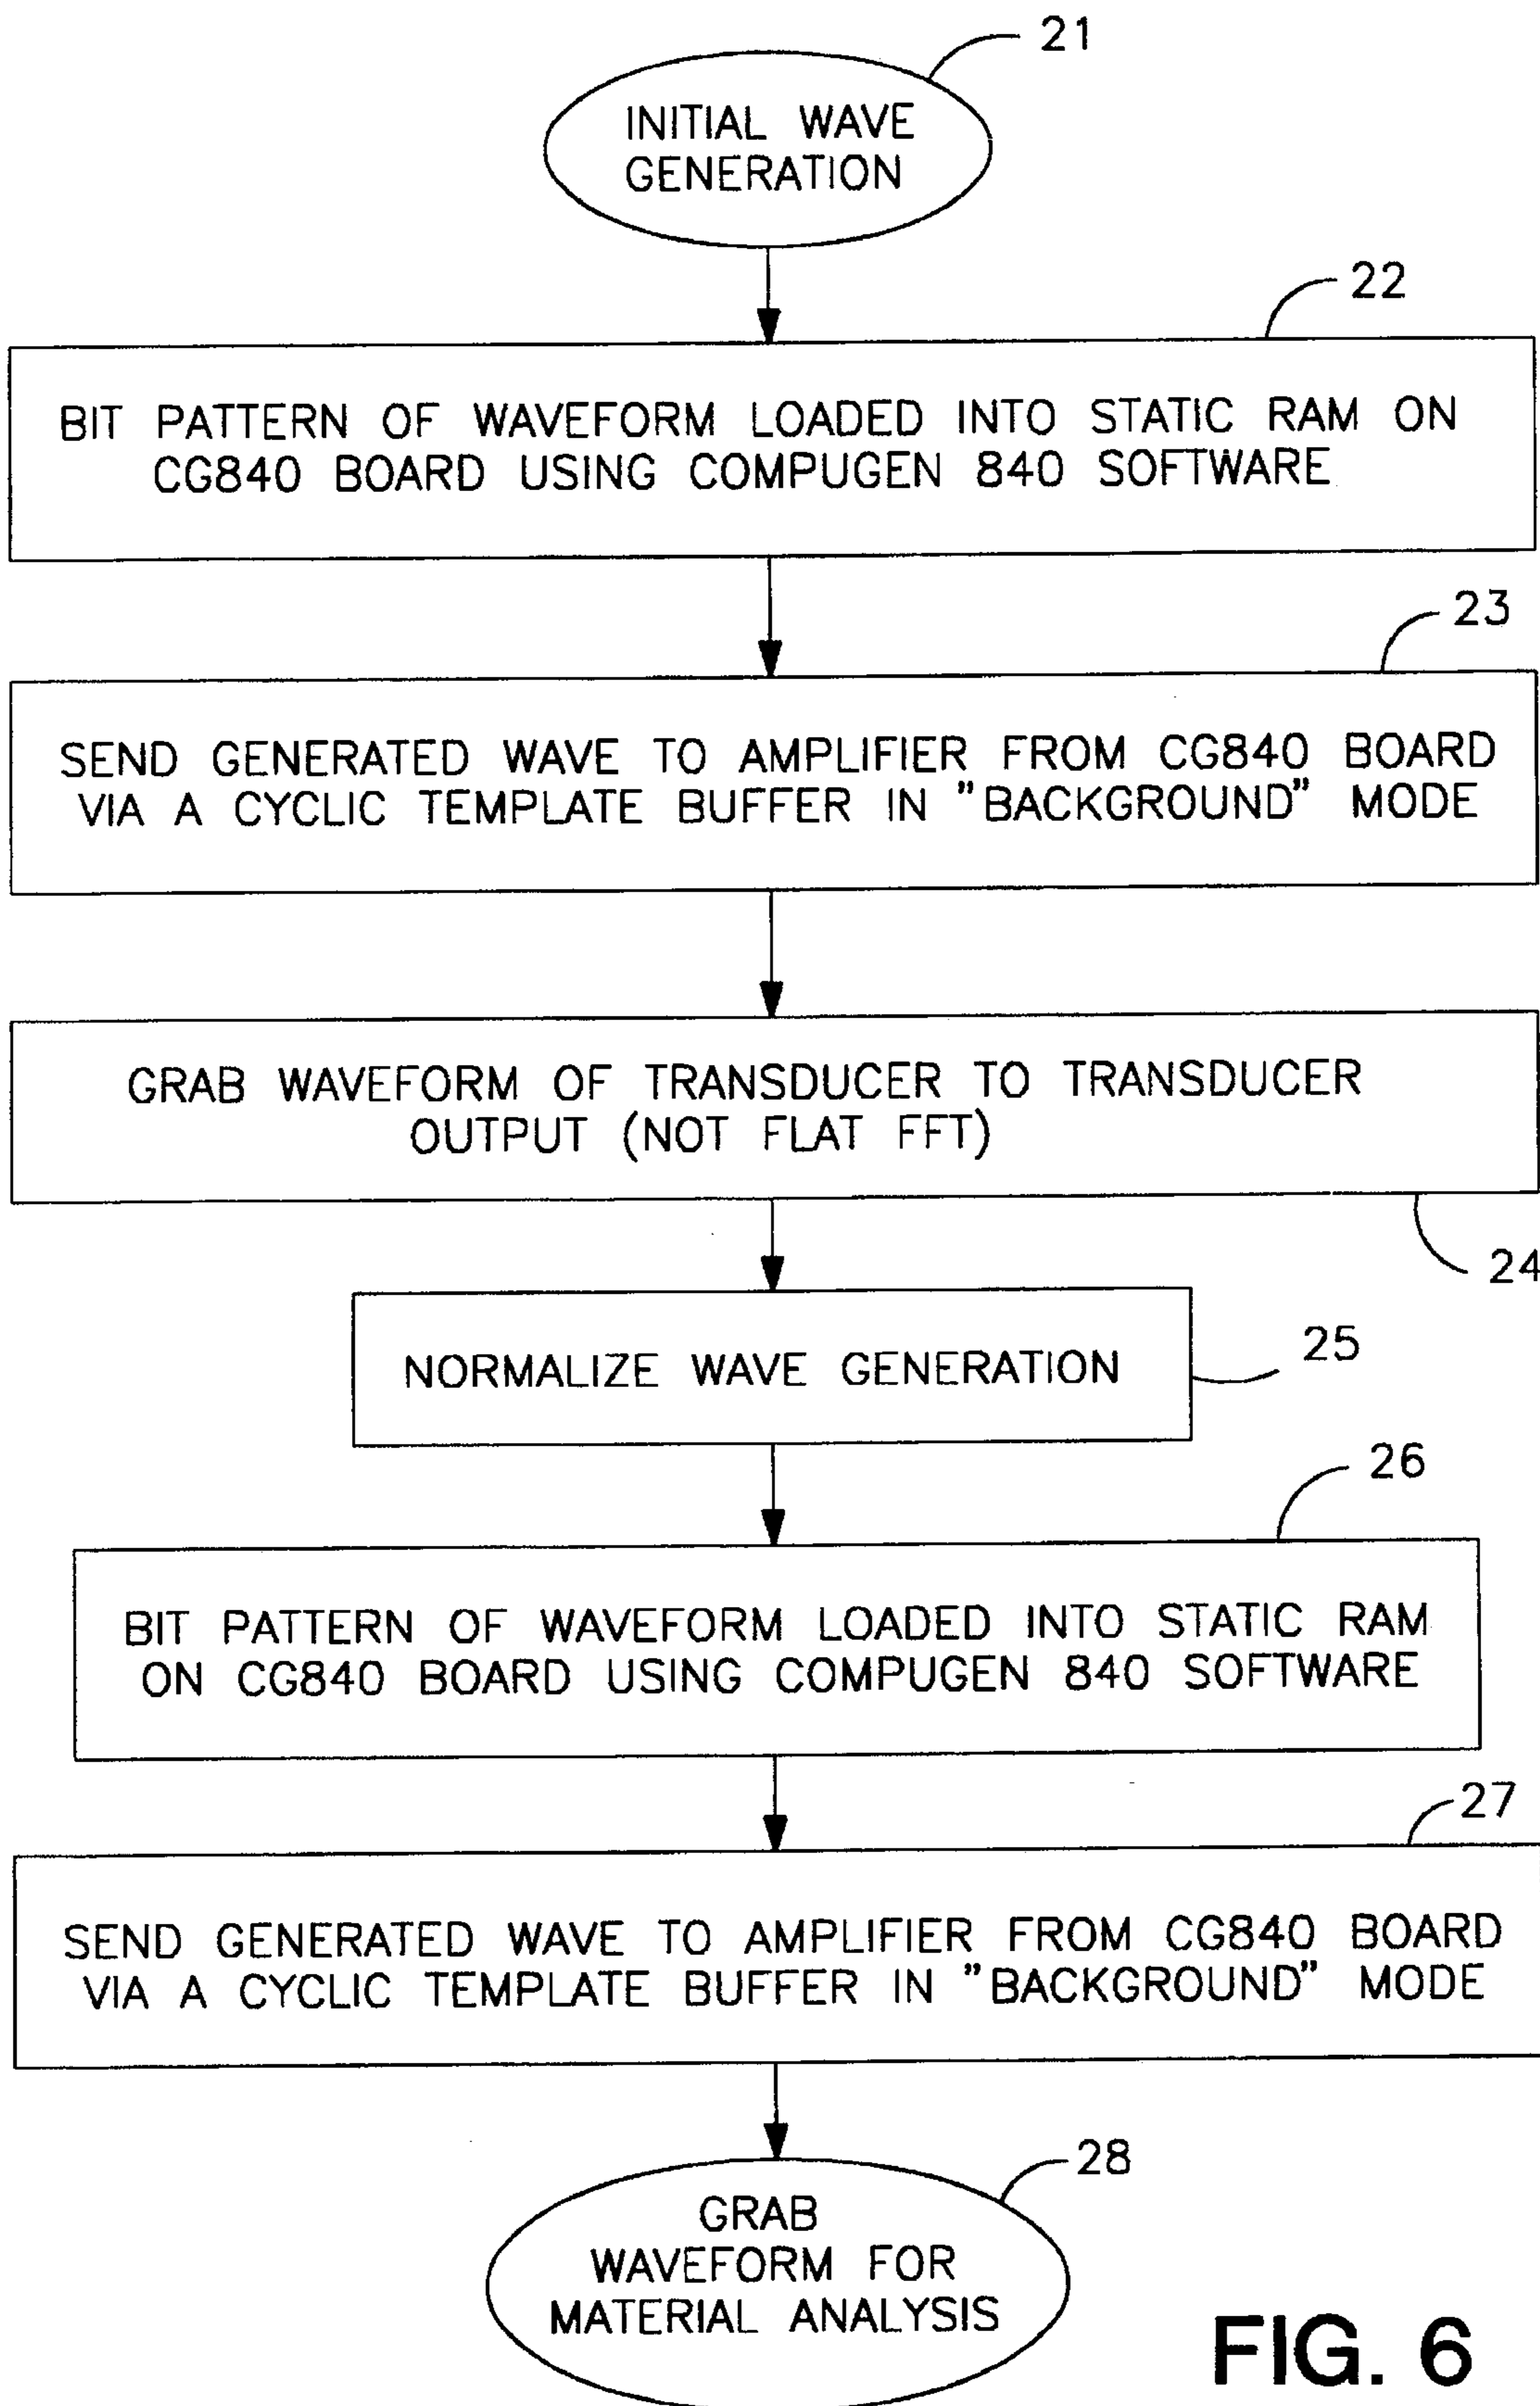 21
INITIAL WAVE
GENERATION
22
BIT PATTERN OF WAVEFORM LOADED INTO STATIC RAM ON
CG840 BOARD USING COMPUGEN 840 SOFTWARE
23
SEND GENERATED WAVE TO AMPLIFIER FROM CG840 BOARD
VIA A CYCLIC TEMPLATE BUFFER IN "BACKGROUND" MODE
GRAB WAVEFORM OF TRANSDUCER TO TRANSDUCER
OUTPUT (NOT FLAT FFT)
24
NORMALIZE WAVE GENERATION
25
26
BIT PATTERN OF WAVEFORM LOADED INTO STATIC RAM
ON CG840 BOARD USING COMPUGEN 840 SOFTWARE
27
SEND GENERATED WAVE TO AMPLIFIER FROM CG840 BOARD
VIA A CYCLIC TEMPLATE BUFFER IN "BACKGROUND" MODE
28
GRAB
WAVEFORM FOR
MATERIAL ANALYSIS
FIG. 6